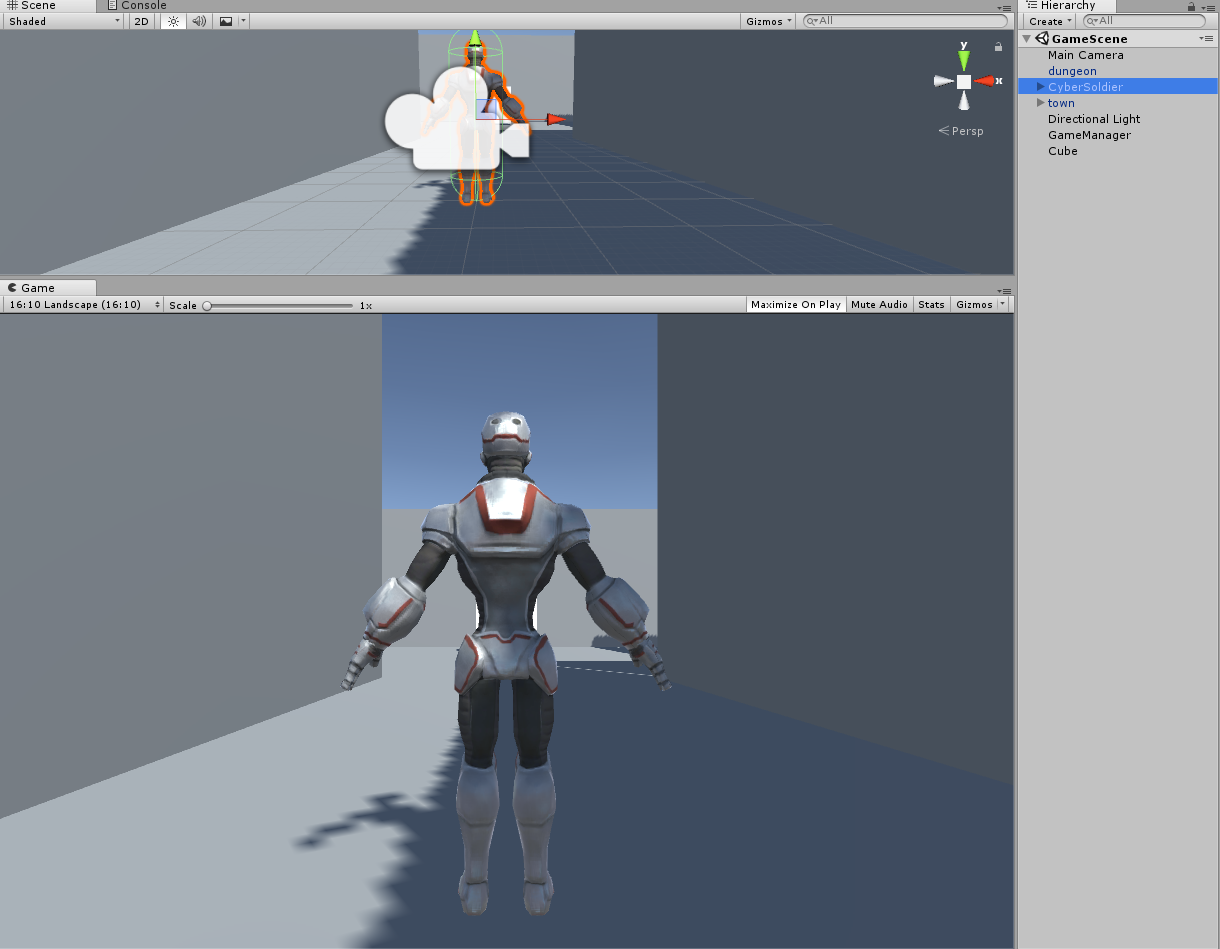 Scene Console
Shaded 2D Gizmos All
y
x
Persp
Game
16:10 Landscape (16:10) Scale 1x Maximize On Play Mute Audio Stats Gizmos
Hierarchy
Create All
GameScene
Main Camera
dungeon
CyberSoldier
town
Directional Light
GameManager
Cube